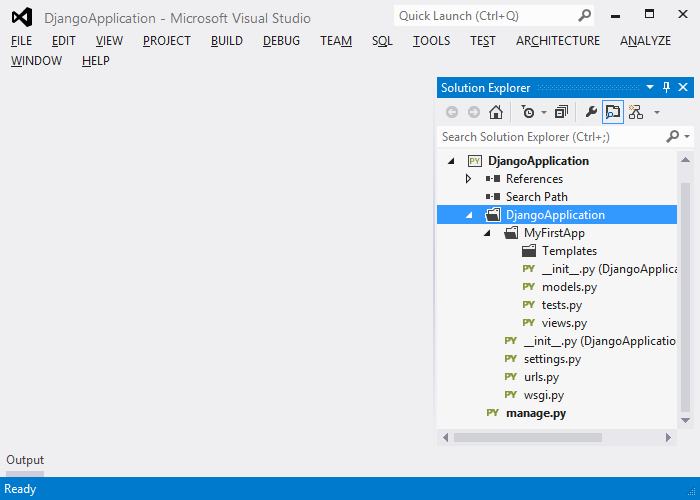 DjangoApplication - Microsoft Visual Studio
Quick Launch (Ctrl+Q)
FILE EDIT VIEW PROJECT BUILD DEBUG TEAM SQL TOOLS TEST ARCHITECTURE ANALYZE
WINDOW HELP
Solution Explorer
Search Solution Explorer (Ctrl+;)
PY DjangoApplication
References
Search Path
DjangoApplication
MyFirstApp
Templates
PY __init__.py (DjangoApplica
PY models.py
PY tests.py
PY views.py
PY __init__.py (DjangoApplication
PY settings.py
PY urls.py
PY wsgi.py
PY manage.py
Output
Ready